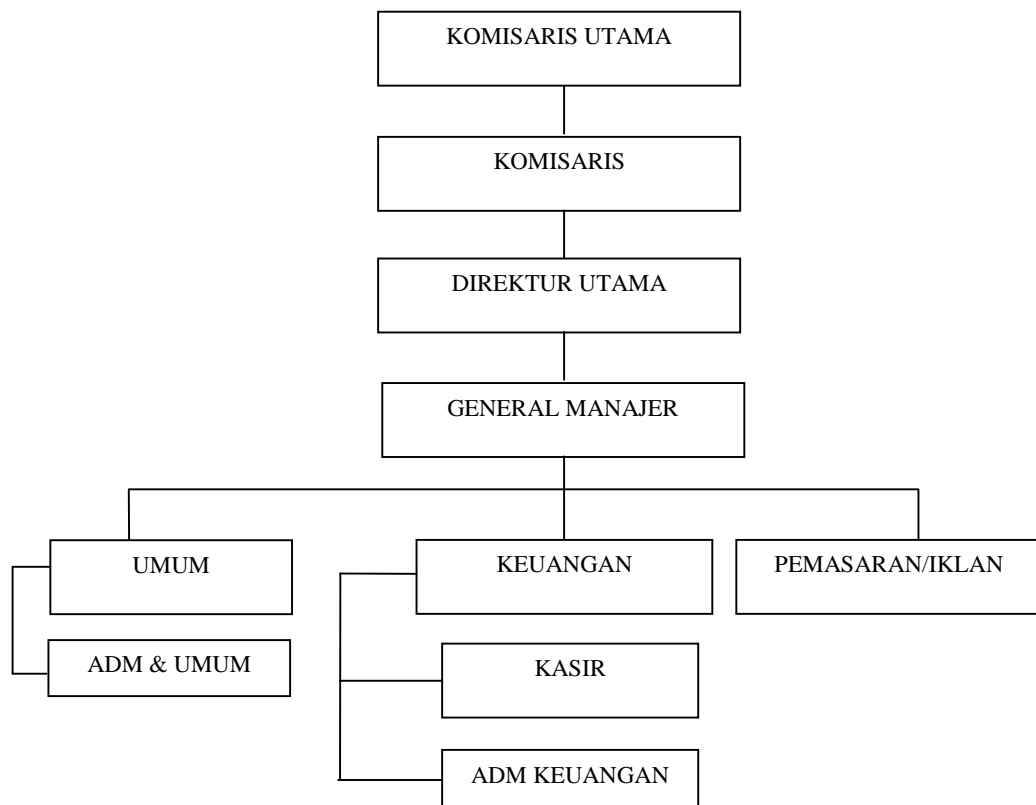 KOMISARIS UTAMA
KOMISARIS
DIREKTUR UTAMA
GENERAL MANAJER
UMUM
KEUANGAN
PEMASARAN/IKLAN
ADM & UMUM
KASIR
ADM KEUANGAN